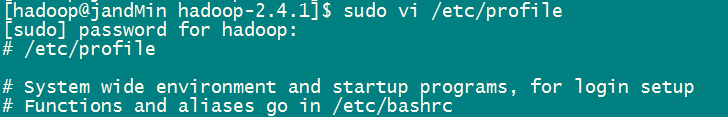 [hadoop@jandMin hadoop-2.4.1]$ sudo vi /etc/profile
[sudo] password for hadoop:
# /etc/profile
# System wide environment and startup programs, for login setup
# Functions and aliases go in /etc/bashrc